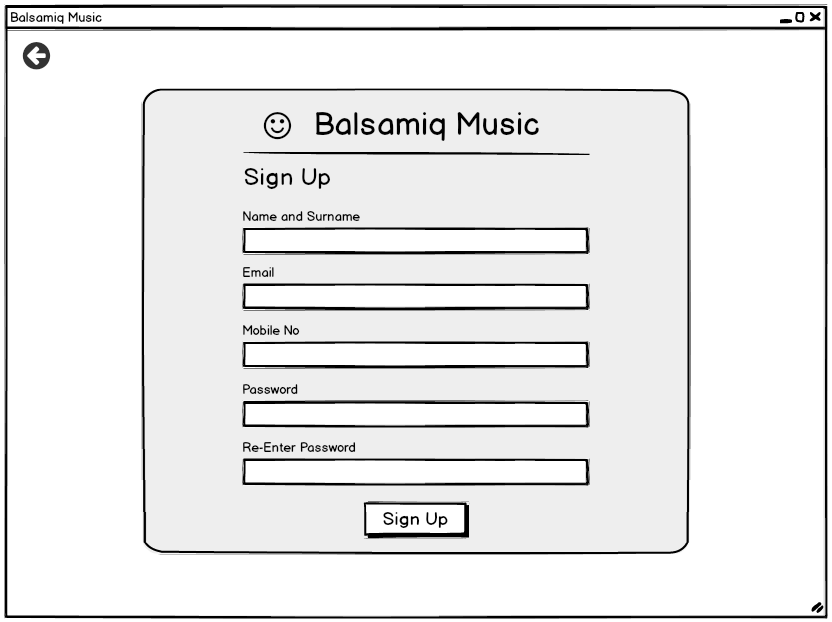 Balsamiq Music
Balsamiq Music
Sign Up
Name and Surname
Email
Mobile No
Password
Re-Enter Password
Sign Up